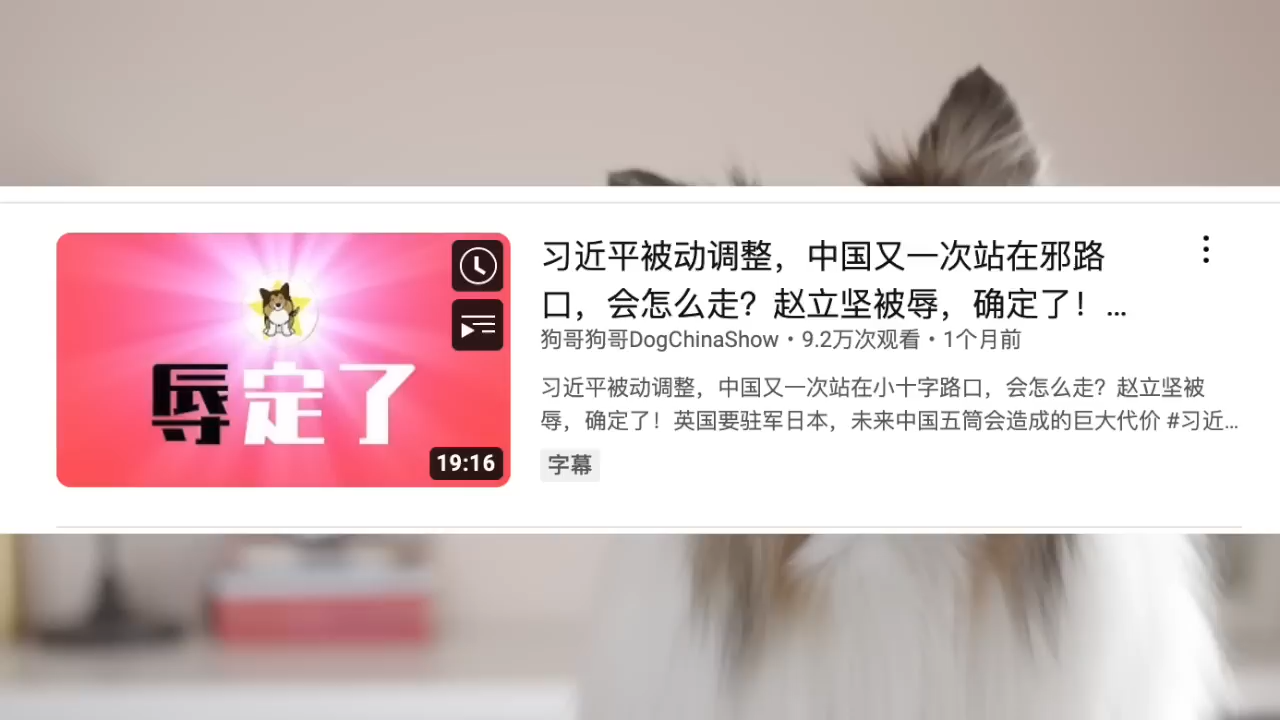 习近平被动调整，中国又一次站在邪路
口，会怎么走？赵立坚被辱，确定了！...
狗哥狗哥DogChinaShow・9.2万次观看・1个月前
辱定了
19:16
习近平被动调整，中国又一次站在小十字路口，会怎么走？赵立坚被
辱，确定了！英国要驻军日本，未来中国五筒会造成的巨大代价 #习近...
字幕